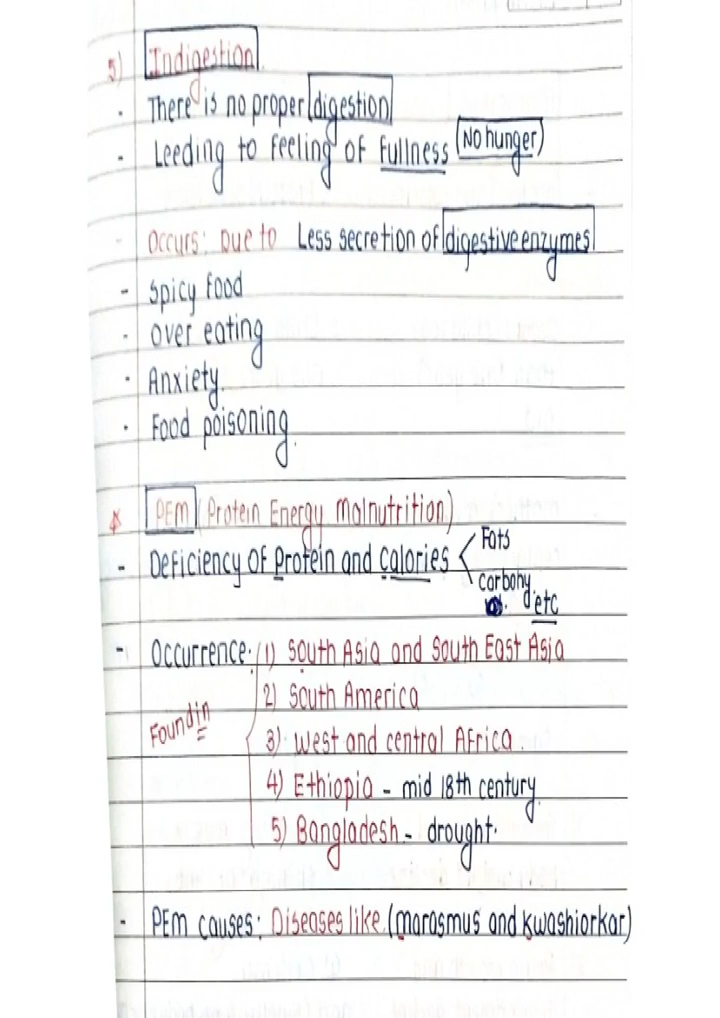 5) Indigestion.
· There is no proper digestion
· Leeding to feeling of fullness (No hunger)
- Occurs: Due to Less secretion of digestive enzymes
- Spicy food
· over eating
· Anxiety.
· Food poisoning.
* PEM (Protein Energy Malnutrition)
- Deficiency of Protein and calories < Fats
carbohy.
etc
- Occurrence: 1) South Asia and South East Asia
2) South America
Found in
3) West and central Africa.
4) Ethiopia - mid 18th century.
5) Bangladesh - drought.
· PEM causes: Diseases like (marasmus and kwashiorkar)